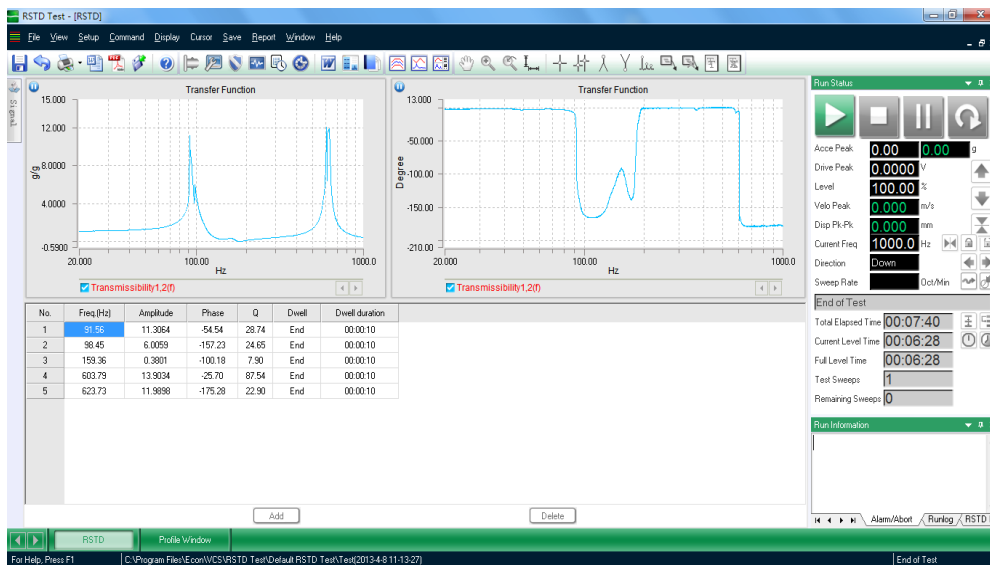 RSTD Test - [RSTD]
File View Setup Command Display Cursor Save Report Window Help
Signal
Transfer Function
15.000
12.000
8.0000
4.0000
-0.5900
g/g
20.000 100.00 1000.0
Hz
Transmissibility1,2(f)
Transfer Function
13.000
-50.000
-100.00
-150.00
-210.00
Degree
20.000 100.00 1000.0
Hz
Transmissibility1,2(f)
No. Freq.(Hz) Amplitude Phase Q Dwell Dwell duration
1 91.56 11.3064 -54.54 28.74 End 00:00:10
2 98.45 6.0059 -157.23 24.65 End 00:00:10
3 159.36 0.3801 -100.18 7.90 End 00:00:10
4 603.79 13.9034 -25.70 87.54 End 00:00:10
5 623.73 11.9898 -175.28 22.90 End 00:00:10
Add Delete
Run Status
Acce Peak 0.00 0.00 g
Drive Peak 0.0000 V
Level 100.00 %
Velo Peak 0.000 m/s
Disp Pk-Pk 0.000 mm
Current Freq 1000.0 Hz
Direction Down
Sweep Rate Oct/Min
End of Test
Total Elapsed Time 00:07:40
Current Level Time 00:06:28
Full Level Time 00:06:28
Test Sweeps 1
Remaining Sweeps 0
Run Information
Alarm/Abort Runlog RSTD
RSTD Profile Window
For Help, Press F1 C:\Program Files\Econ\VCS\RSTD Test\Default RSTD Test\Test(2013-4-8 11-13-27) End of Test